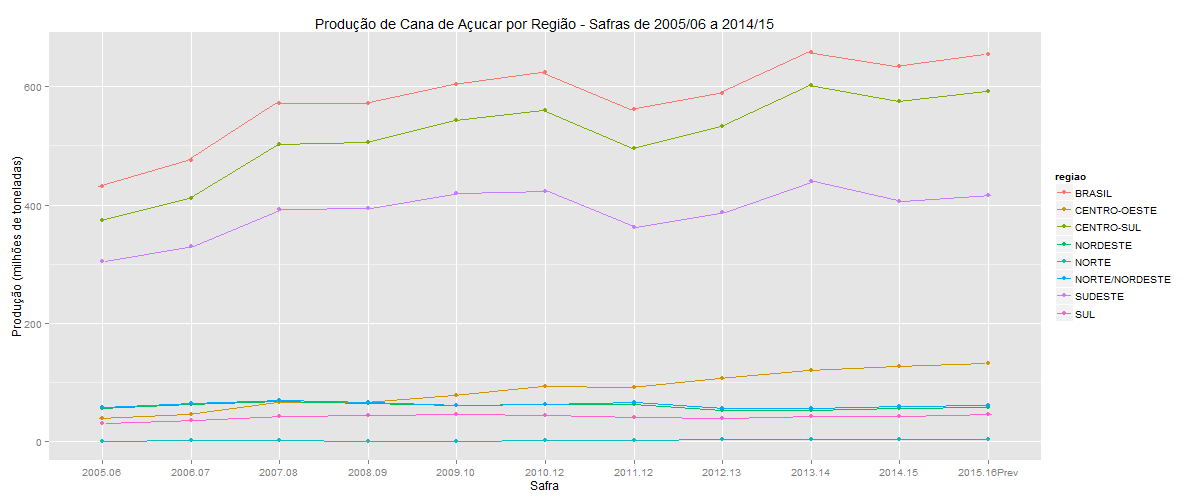 Produção de Cana de Açucar por Região - Safras de 2005/06 a 2014/15
Produção (milhões de toneladas)
600
400
200
0
2005.06 2006.07 2007.08 2008.09 2009.10 2010.12 2011.12 2012.13 2013.14 2014.15 2015.16Prev
Safra
regiao
BRASIL
CENTRO-OESTE
CENTRO-SUL
NORDESTE
NORTE
NORTE/NORDESTE
SUDESTE
SUL